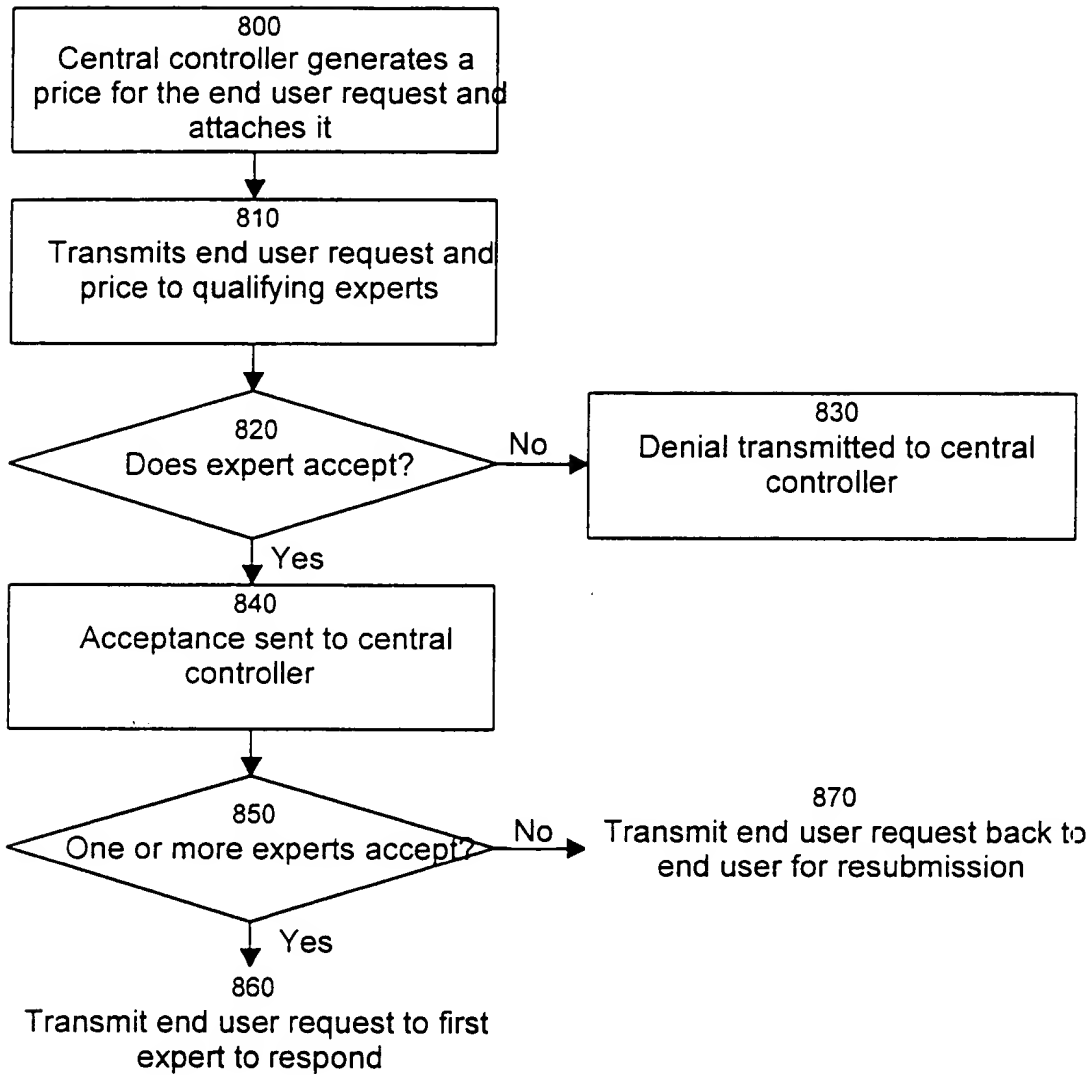 800
Central controller generates a
price for the end user request and
attaches it
810
Transmits end user request and
price to qualifying experts
820
Does expert accept?
No
830
Denial transmitted to central
controller
Yes
840
Acceptance sent to central
controller
850
One or more experts accept?
No
870
Transmit end user request back to
end user for resubmission
Yes
860
Transmit end user request to first
expert to respond